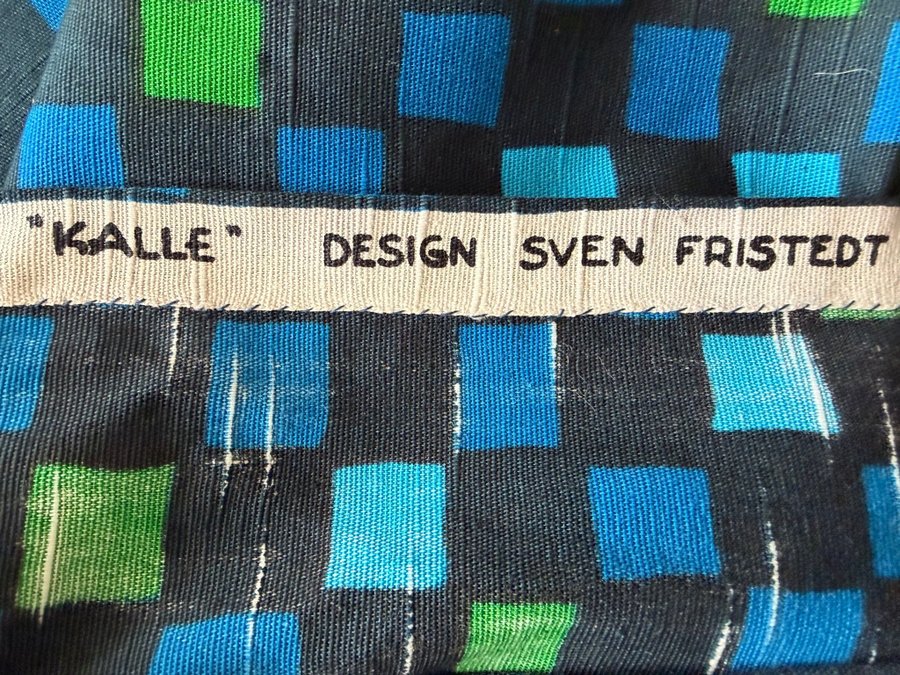 "KALLE" DESIGN SVEN FRISTEDT